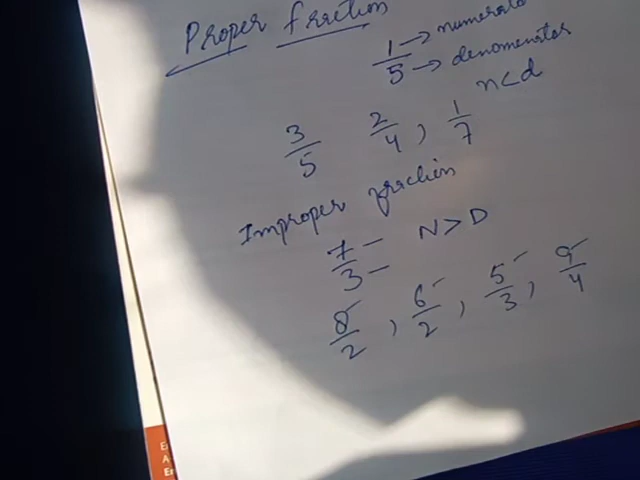 Proper fraction
1/5 → numerato
→ denomenator
n<d
3/5 2/4, 1/7
Improper fraction
7/3 N>D
8/2, 6/2, 5/3, 9/4